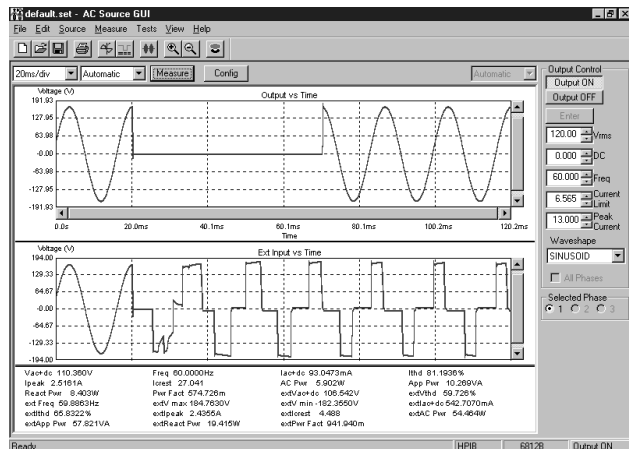 default.set - AC Source GUI
File Edit Source Measure Tests View Help
20ms/div Automatic Measure Config Automatic
Output Control
Output ON
Output OFF
Enter
120.00 Vrms
0.000 DC
60.000 Freq
6.565 Current Limit
13.000 Peak Current
Waveshape
SINUSOID
All Phases
Selected Phase
1 2 3
Voltage (V)
Output vs Time
191.93
127.95
63.98
-0.00
-63.98
-127.95
-191.93
0.0s 20.0ms 40.1ms 60.1ms 80.1ms 100.2ms 120.2ms
Time
Voltage (V)
Ext Input vs Time
194.00
129.33
64.67
-0.00
-64.67
-129.33
-194.00
Vac+dc 110.360V Freq 60.0000Hz Iac+dc 93.0473mA Ithd 81.1936%
Ipeak 2.5161A Icrest 27.041 AC Pwr 5.902W App Pwr 10.269VA
React Pwr 8.403W Pwr Fact 574.726m extVac+dc 106.542V extVthd 59.726%
ext Freq 59.8863Hz extV max 184.7630V extV min -182.3550V extIac+dc 542.7070mA
extIthd 65.8322% extIpeak 2.4355A extIcrest 4.488 extAC Pwr 54.464W
extApp Pwr 57.821VA extReact Pwr 19.415W extPwr Fact 941.940m
Ready HPIB 6812B Output ON